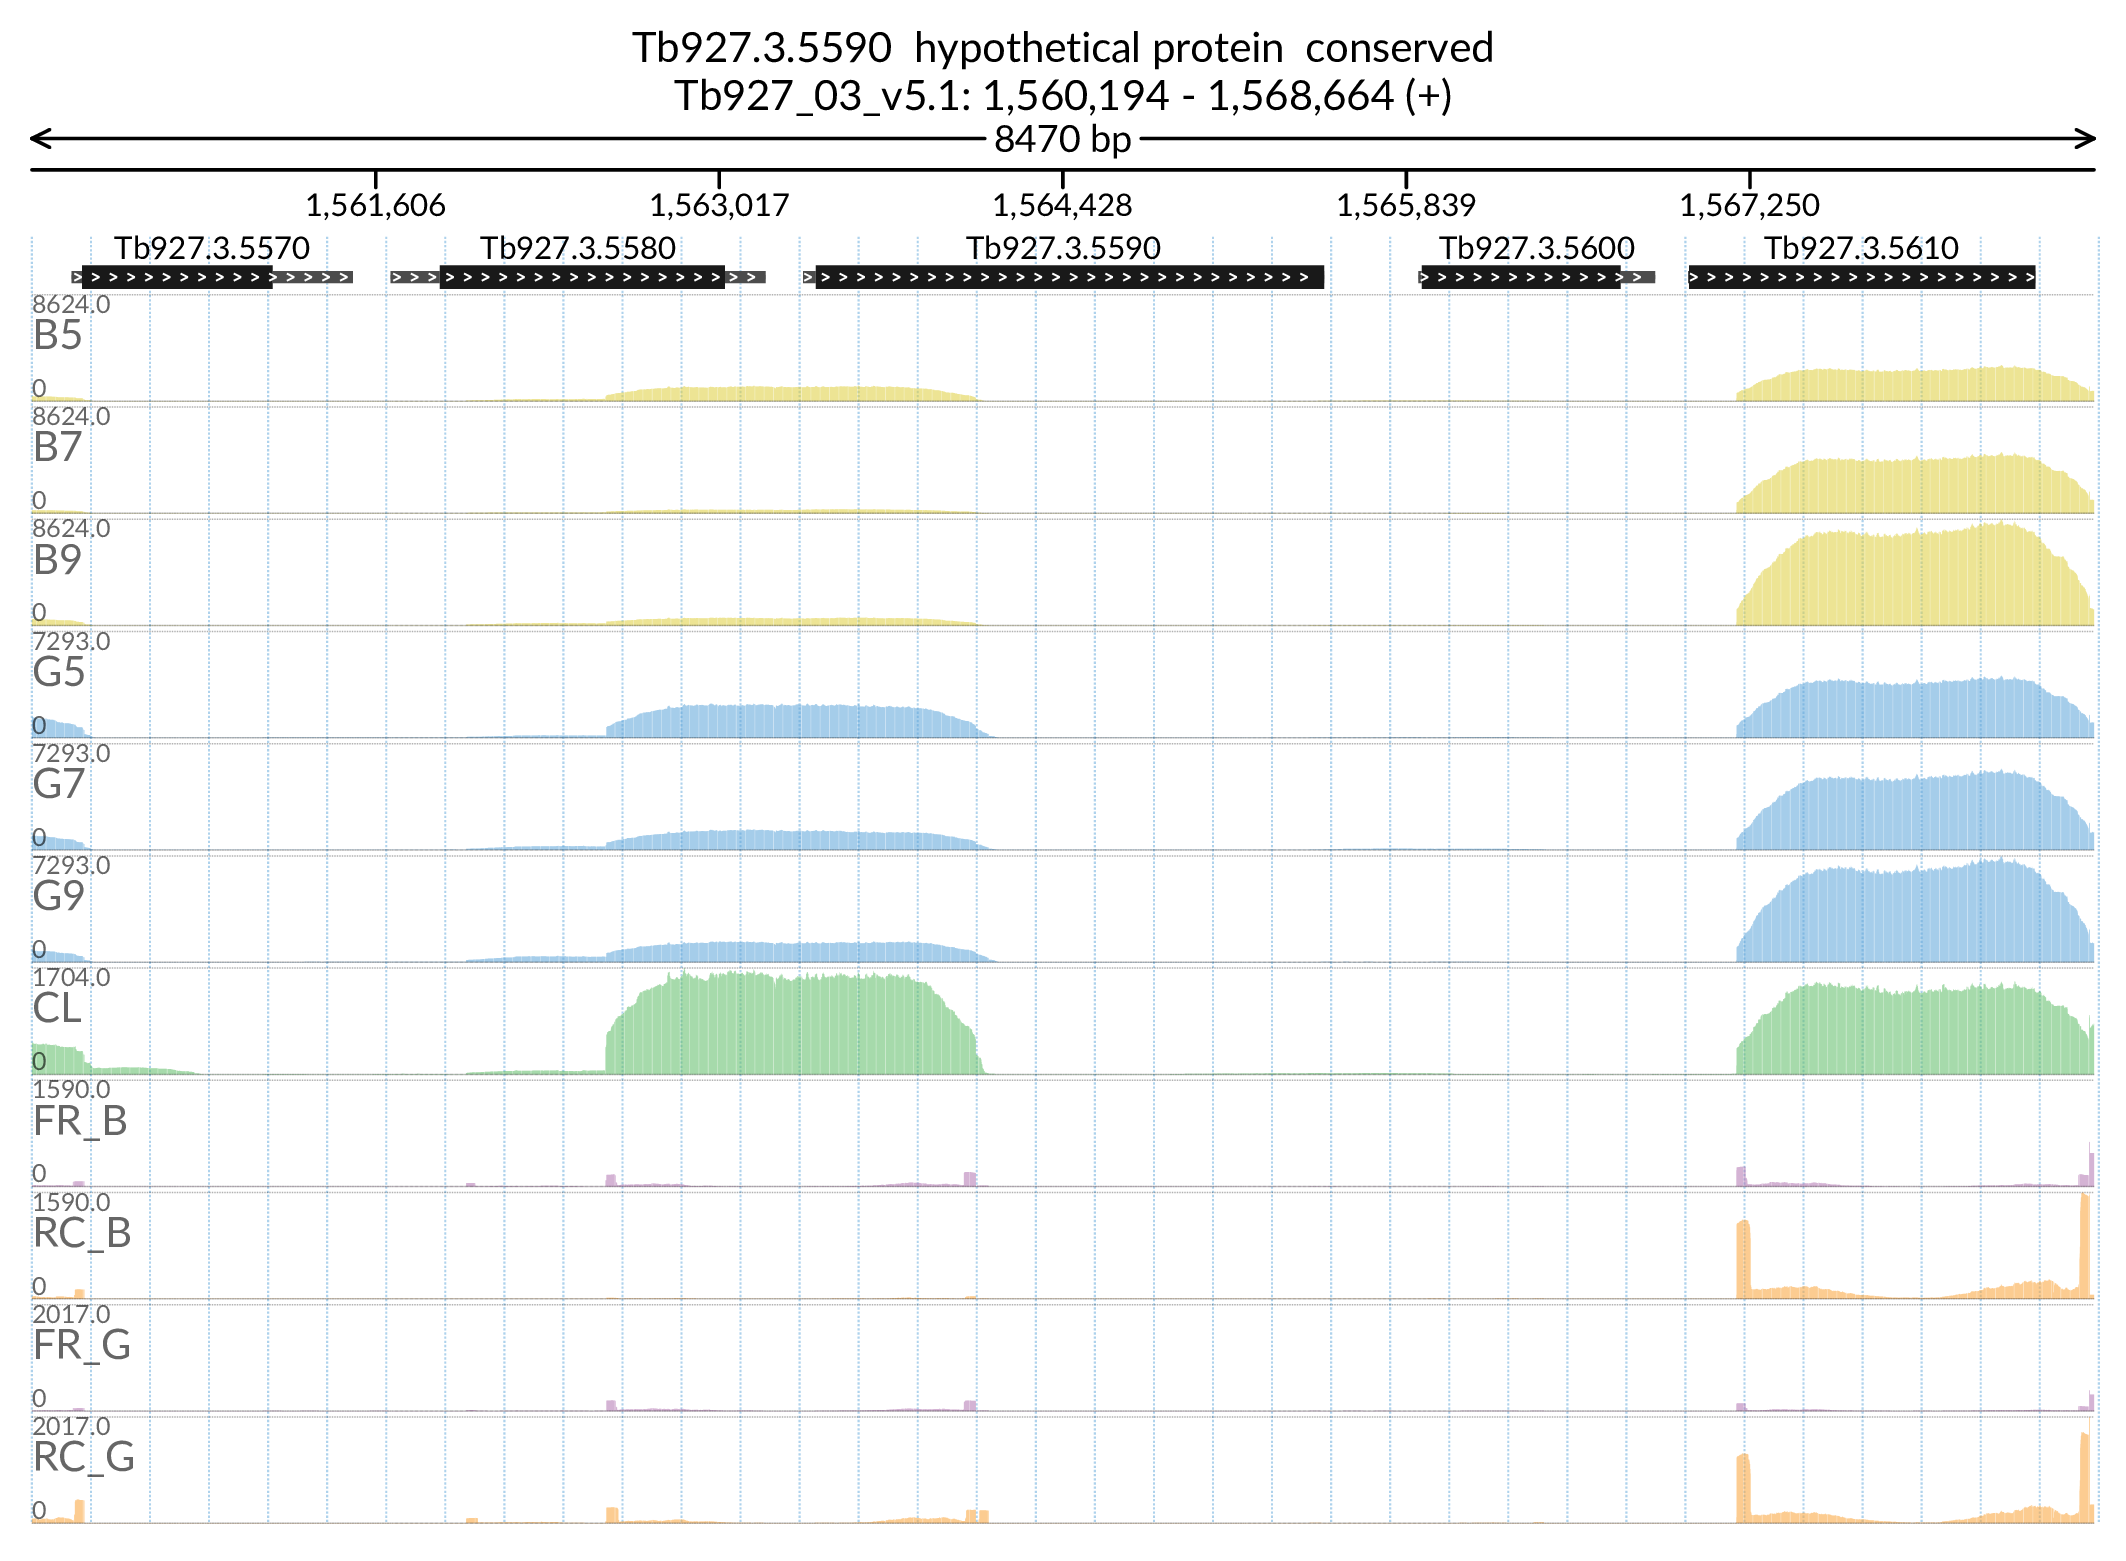 Tb927.3.5590 hypothetical protein conserved
Tb927_03_v5.1: 1,560,194 - 1,568,664 (+)
8470 bp
1,561,606 1,563,017 1,564,428 1,565,839 1,567,250
Tb927.3.5570 Tb927.3.5580 Tb927.3.5590 Tb927.3.5600 Tb927.3.5610
8624.0
B5
0
8624.0
B7
0
8624.0
B9
0
7293.0
G5
0
7293.0
G7
0
7293.0
G9
0
1704.0
CL
0
1590.0
FR_B
0
1590.0
RC_B
0
2017.0
FR_G
0
2017.0
RC_G
0